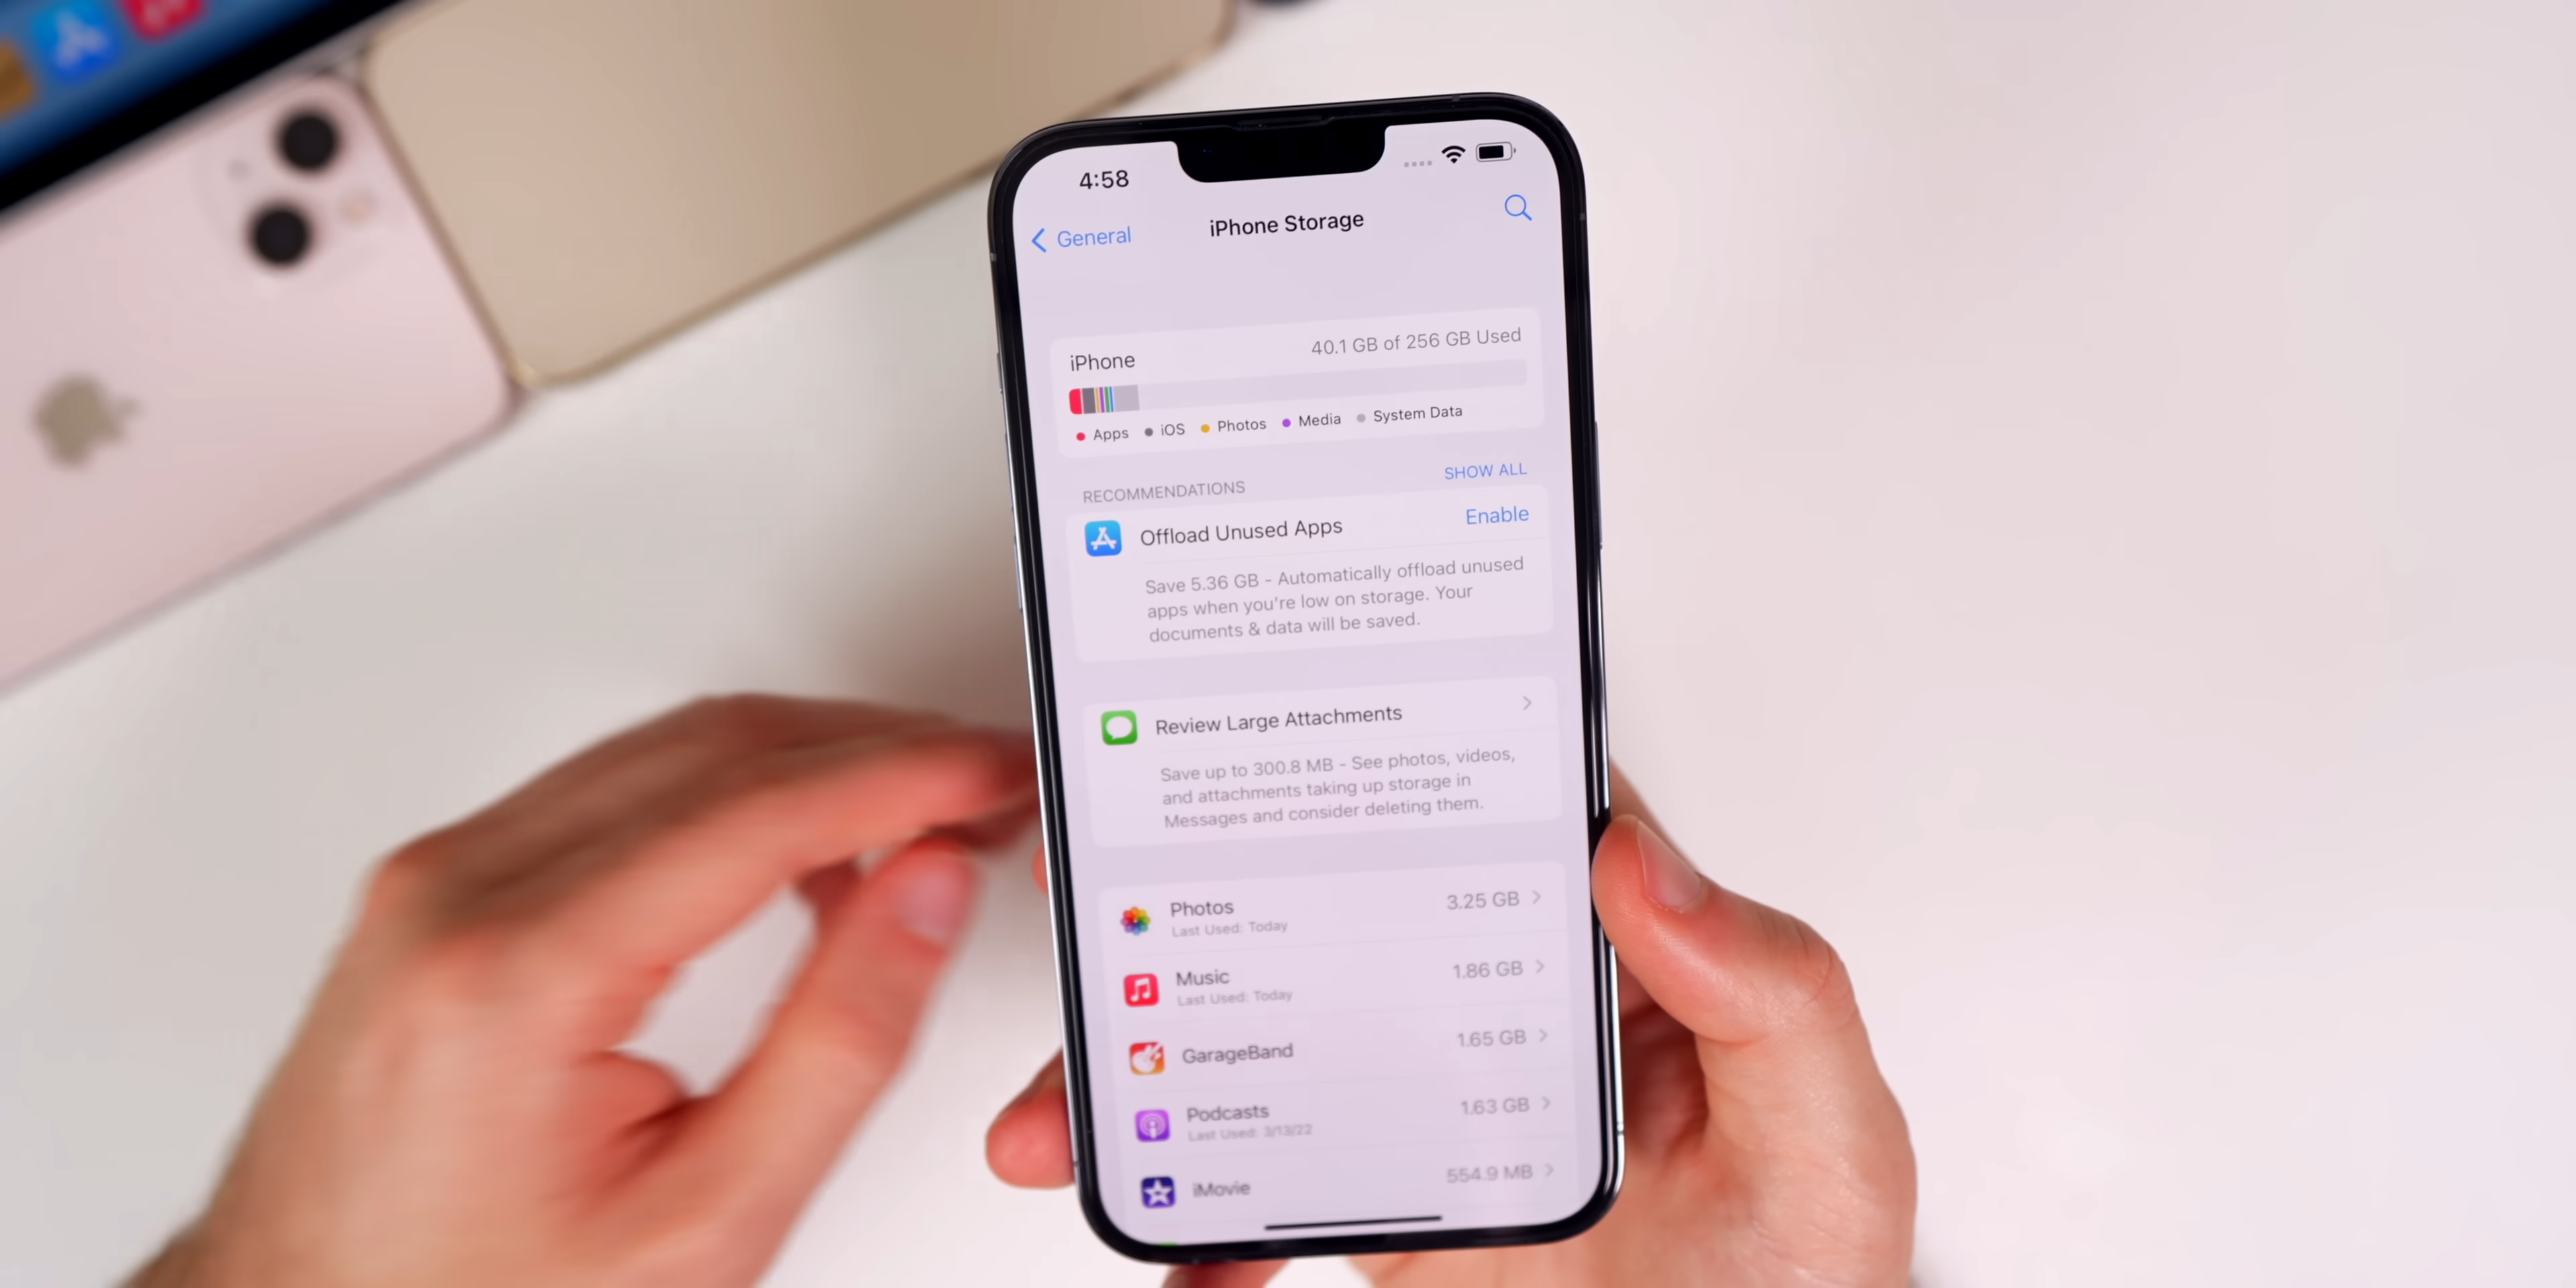 4:58
General
iPhone Storage
iPhone
40.1 GB of 256 GB Used
Apps iOS Photos Media System Data
RECOMMENDATIONS
SHOW ALL
Offload Unused Apps
Enable
Save 5.36 GB - Automatically offload unused
apps when you're low on storage. Your
documents & data will be saved.
Review Large Attachments
Save up to 300.8 MB - See photos, videos,
and attachments taking up storage in
Messages and consider deleting them.
Photos
3.25 GB
Last Used: Today
Music
1.86 GB
Last Used: Today
GarageBand
1.65 GB
Podcasts
1.63 GB
Last Used: 3/13/22
iMovie
554.9 MB